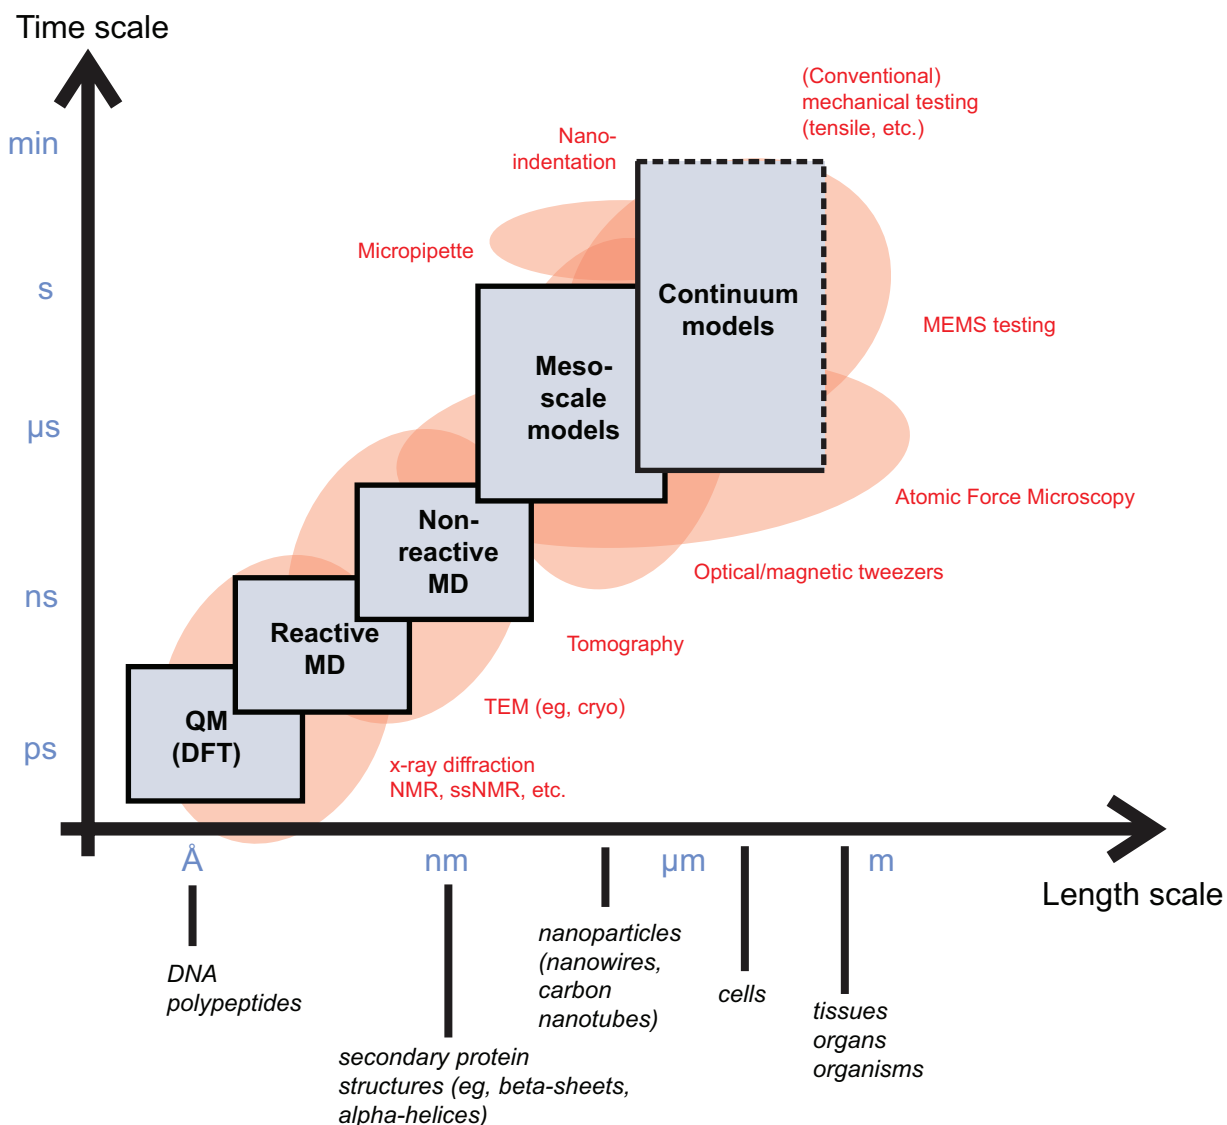 Time scale
(Conventional)
mechanical testing
(tensile, etc.)
min
Nano-
indentation
Micropipette
s
Continuum
models
MEMS testing
Meso-
scale
models
µs
Atomic Force Microscopy
Non-
reactive
MD
Optical/magnetic tweezers
ns
Reactive
MD
Tomography
TEM (eg, cryo)
QM
(DFT)
ps
x-ray diffraction
NMR, ssNMR, etc.
Å
nm
µm
m
Length scale
DNA
polypeptides
nanoparticles
(nanowires,
carbon
nanotubes)
cells
tissues
organs
organisms
secondary protein
structures (eg, beta-sheets,
alpha-helices)